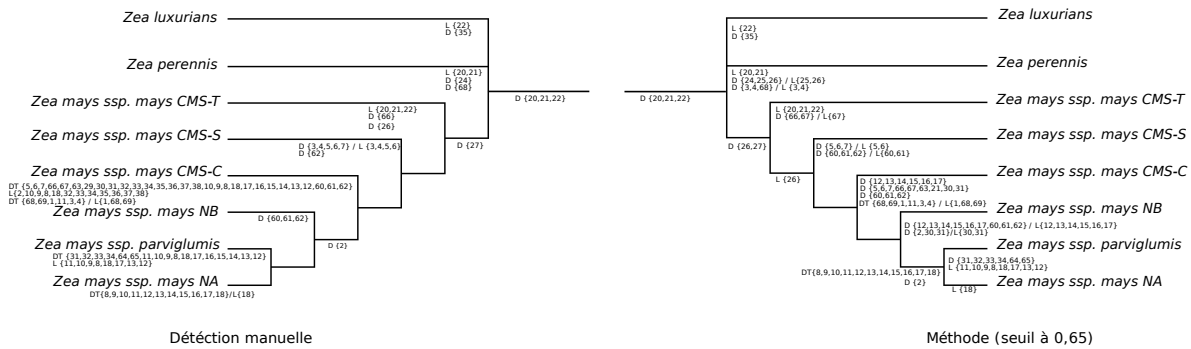 Zea luxurians
L {22}
D {35}
Zea perennis
L {20,21}
D {24}
D {68}
D {20,21,22}
Zea mays ssp. mays CMS-T
L {20,21,22}
D {66}
D {26}
D {27}
Zea mays ssp. mays CMS-S
D {3,4,5,6,7} / L {3,4,5,6}
D {62}
Zea mays ssp. mays CMS-C
DT {5,6,7,66,67,63,29,30,31,32,33,34,35,36,37,38,10,9,8,18,17,16,15,14,13,12,60,61,62}
L{2,10,9,8,18,32,33,34,35,36,37,38}
DT {68,69,1,11,3,4} / L{1,68,69}
Zea mays ssp. mays NB
D {60,61,62}
D {2}
Zea mays ssp. parviglumis
DT {31,32,33,34,64,65,11,10,9,8,18,17,16,15,14,13,12}
L {11,10,9,8,18,17,13,12}
Zea mays ssp. mays NA
DT{8,9,10,11,12,13,14,15,16,17,18}/L{18}
Détéction manuelle
Zea luxurians
L {22}
D {35}
Zea perennis
L {20,21}
D {24,25,26} / L{25,26}
D {3,4,68} / L {3,4}
D {20,21,22}
Zea mays ssp. mays CMS-T
L {20,21,22}
D {66,67} / L{67}
D {26,27}
Zea mays ssp. mays CMS-S
D {5,6,7} / L {5,6}
D {60,61,62} / L{60,61}
L {26}
Zea mays ssp. mays CMS-C
D {12,13,14,15,16,17}
D {5,6,7,66,67,63,21,30,31}
D {60,61,62}
DT {68,69,1,11,3,4} / L{1,68,69}
Zea mays ssp. mays NB
D {12,13,14,15,16,17,60,61,62} / L{12,13,14,15,16,17}
D {2,30,31}/L{30,31}
Zea mays ssp. parviglumis
D {31,32,33,34,64,65}
L {11,10,9,8,18,17,13,12}
DT{8,9,10,11,12,13,14,15,16,17,18}
D {2}
Zea mays ssp. mays NA
L {18}
Méthode (seuil à 0,65)